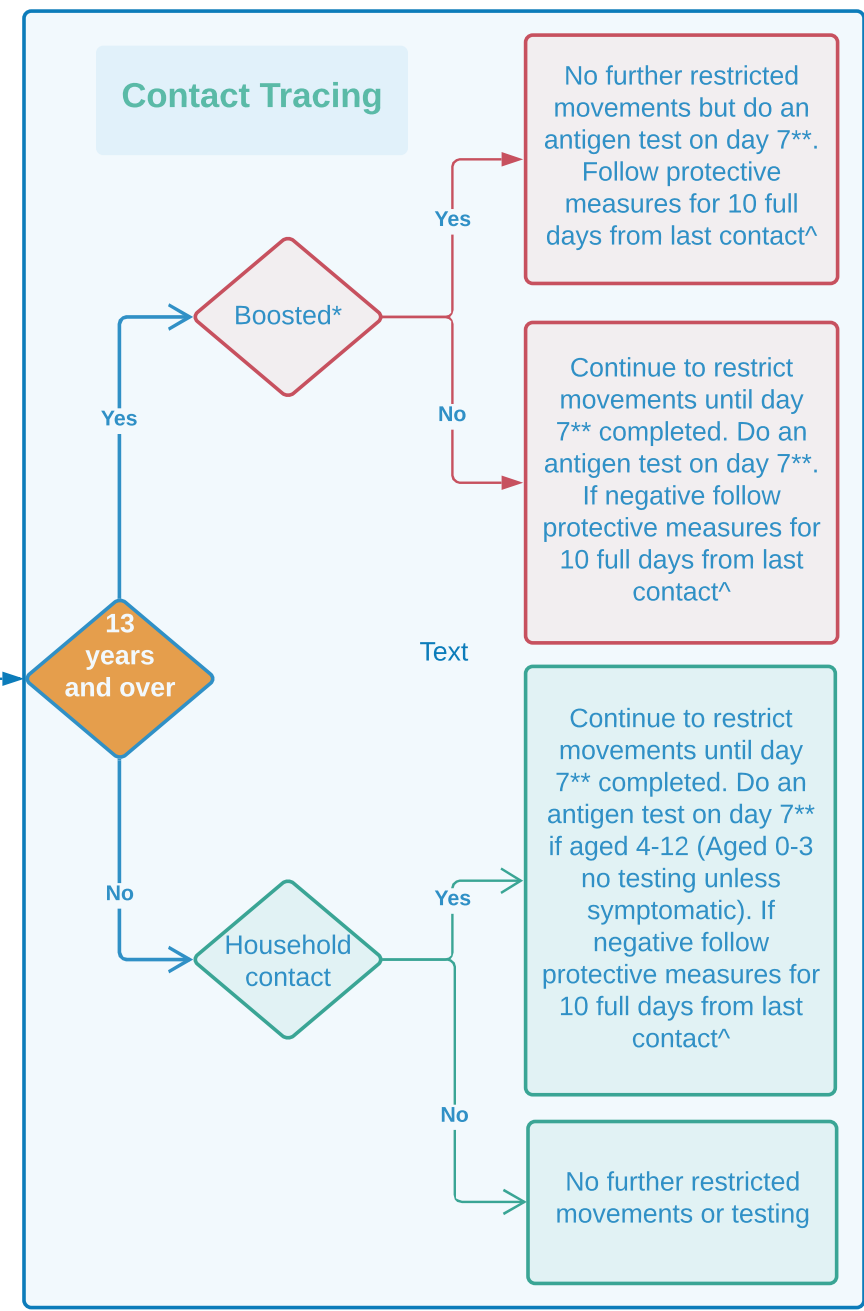 Contact Tracing
No further restricted
movements but do an
antigen test on day 7**.
Follow protective
measures for 10 full
days from last contact^
Yes
Boosted*
No
Continue to restrict
movements until day
7** completed. Do an
antigen test on day 7**.
If negative follow
protective measures for
10 full days from last
contact^
Yes
13
years
and over
Text
No
Household
contact
Yes
Continue to restrict
movements until day
7** completed. Do an
antigen test on day 7**
if aged 4-12 (Aged 0-3
no testing unless
symptomatic). If
negative follow
protective measures for
10 full days from last
contact^
No
No further restricted
movements or testing